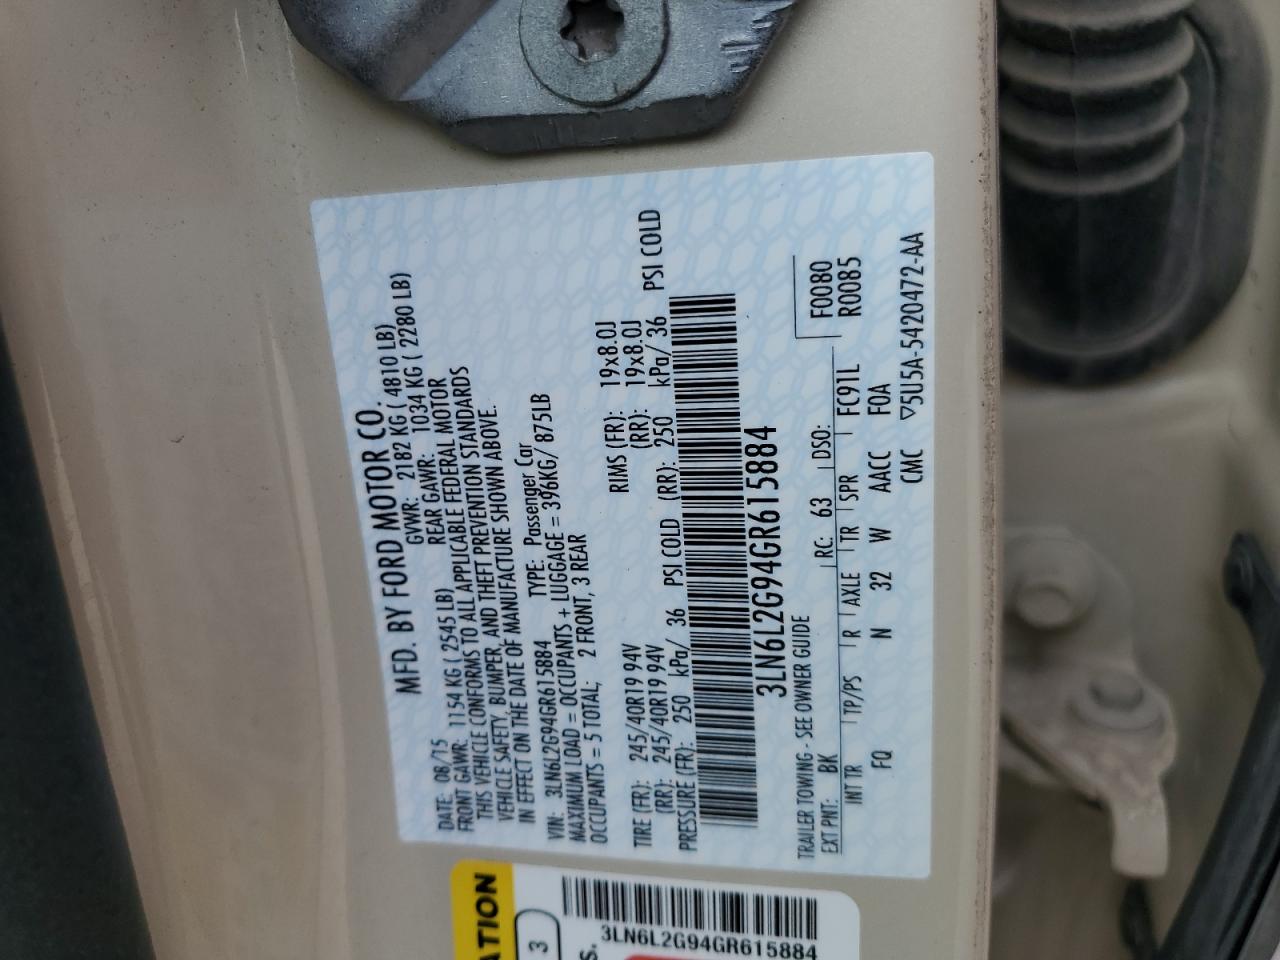 MFD. BY FORD MOTOR CO.
DATE: 08/15 GVWR: 2182 KG ( 4810 LB)
FRONT GAWR: 1154 KG ( 2545 LB) REAR GAWR: 1034 KG ( 2280 LB)
THIS VEHICLE CONFORMS TO ALL APPLICABLE FEDERAL MOTOR
VEHICLE SAFETY, BUMPER, AND THEFT PREVENTION STANDARDS
IN EFFECT ON THE DATE OF MANUFACTURE SHOWN ABOVE.
VIN: 3LN6L2G94GR615884 TYPE: Passenger Car
MAXIMUM LOAD = OCCUPANTS + LUGGAGE = 396KG/ 875LB
OCCUPANTS = 5 TOTAL; 2 FRONT, 3 REAR
TIRE (FR): 245/40R19 94V RIMS (FR): 19x8.0J
(RR): 245/40R19 94V (RR): 19x8.0J
PRESSURE (FR): 250 kPa/ 36 PSI COLD (RR): 250 kPa/ 36 PSI COLD
3LN6L2G94GR615884
TRAILER TOWING - SEE OWNER GUIDE F0080
EXT PNT: BK RC: 63 DSO: R0085
INT TR TP/PS R AXLE TR SPR FC91L
FQ N 32 W AACC F0A
CMC ▽5U5A-5420472-AA
ATION
3
3LN6L2G94GR615884
S.